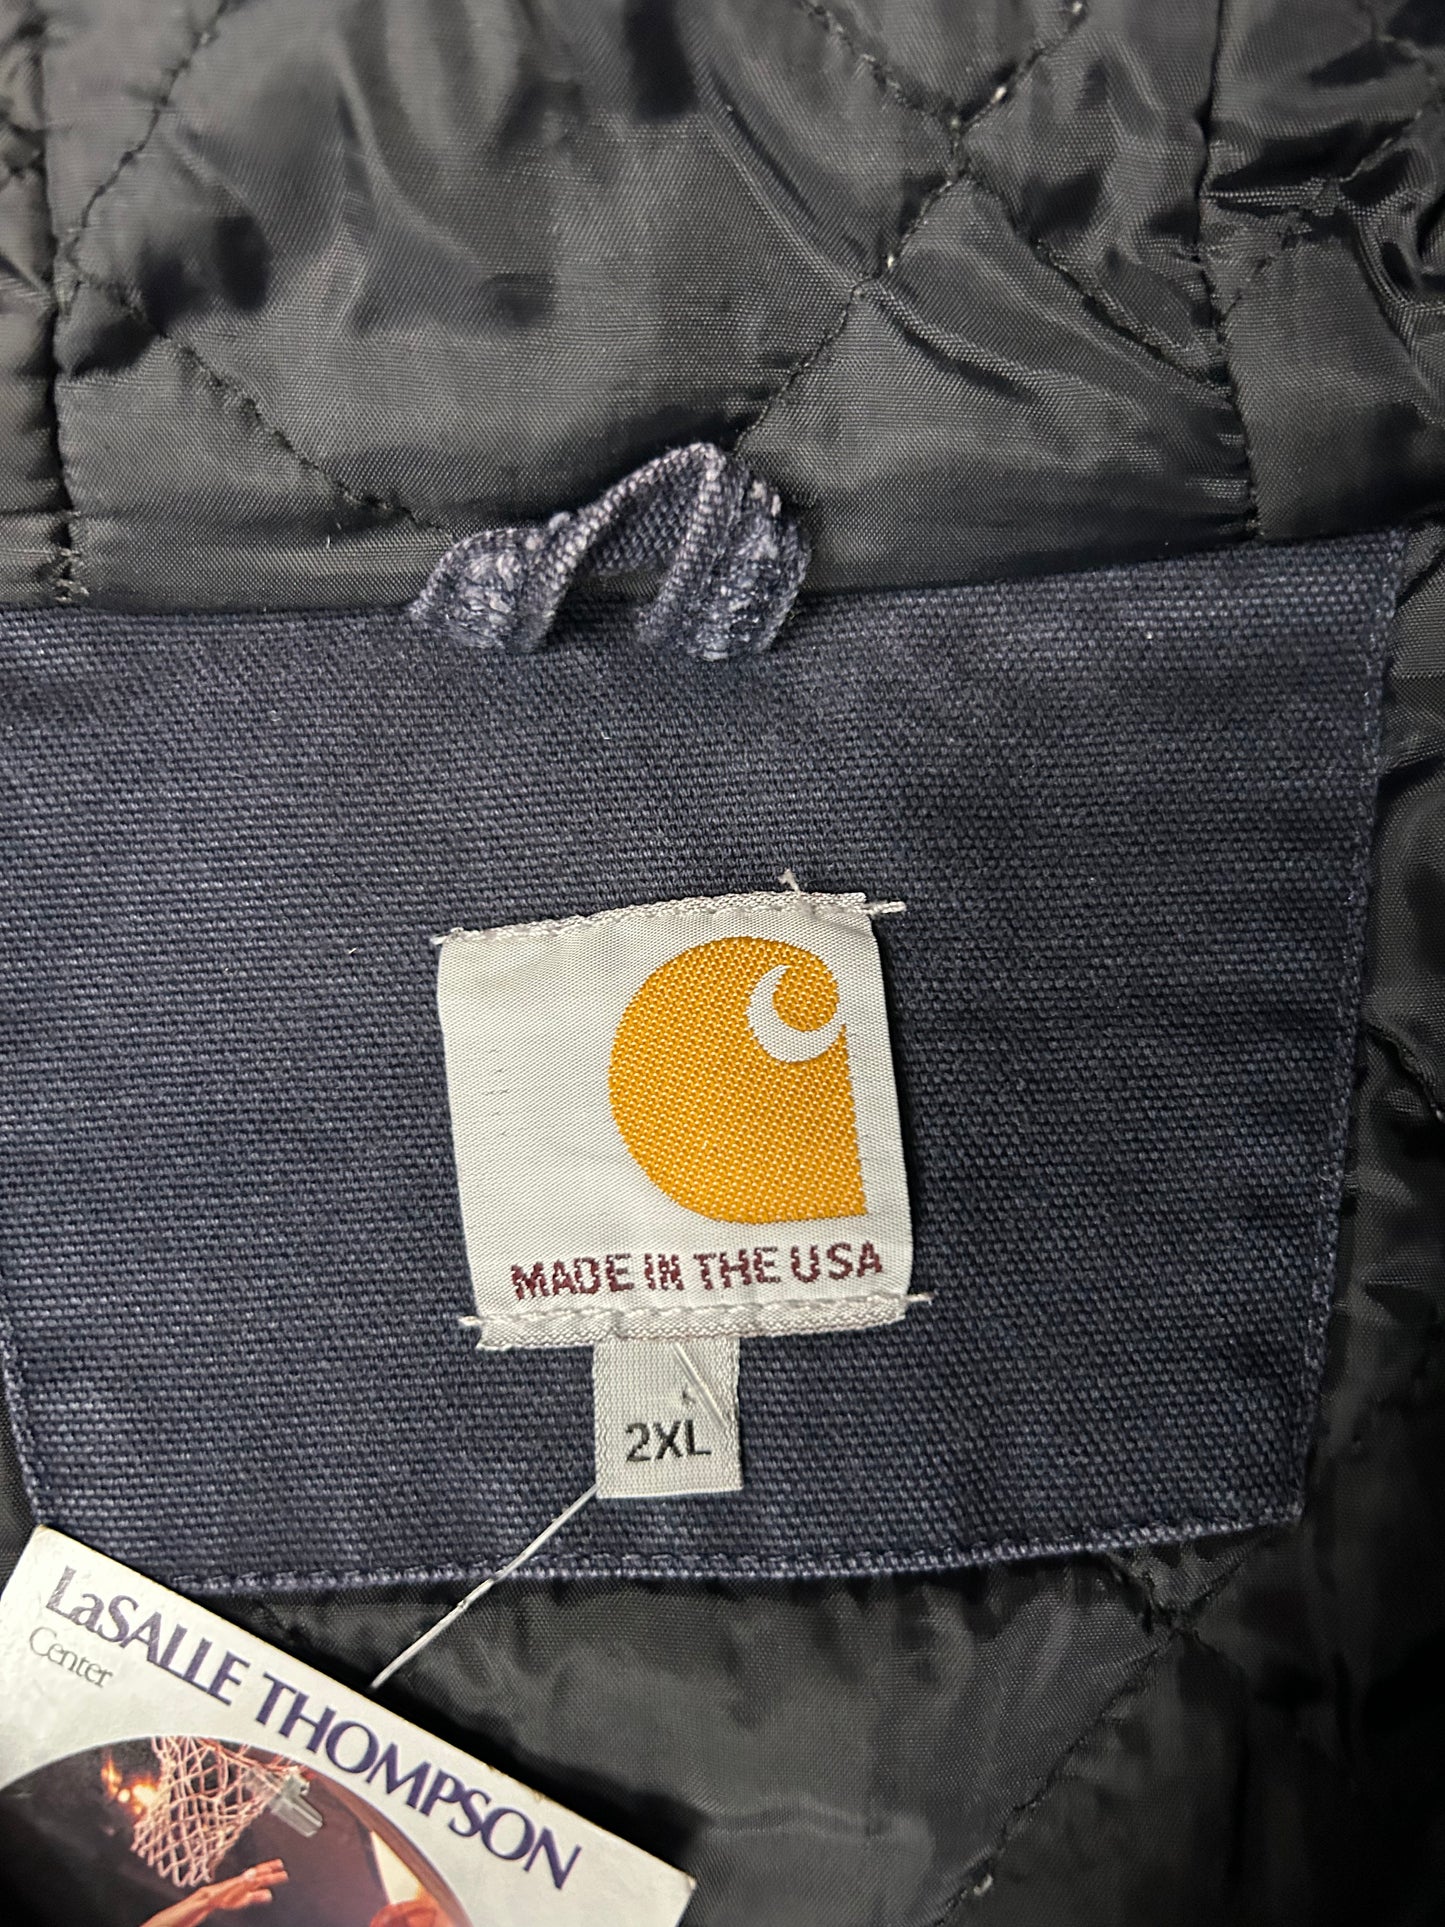 MADE IN THE USA
2XL
LaSALLE THOMPSON
Center